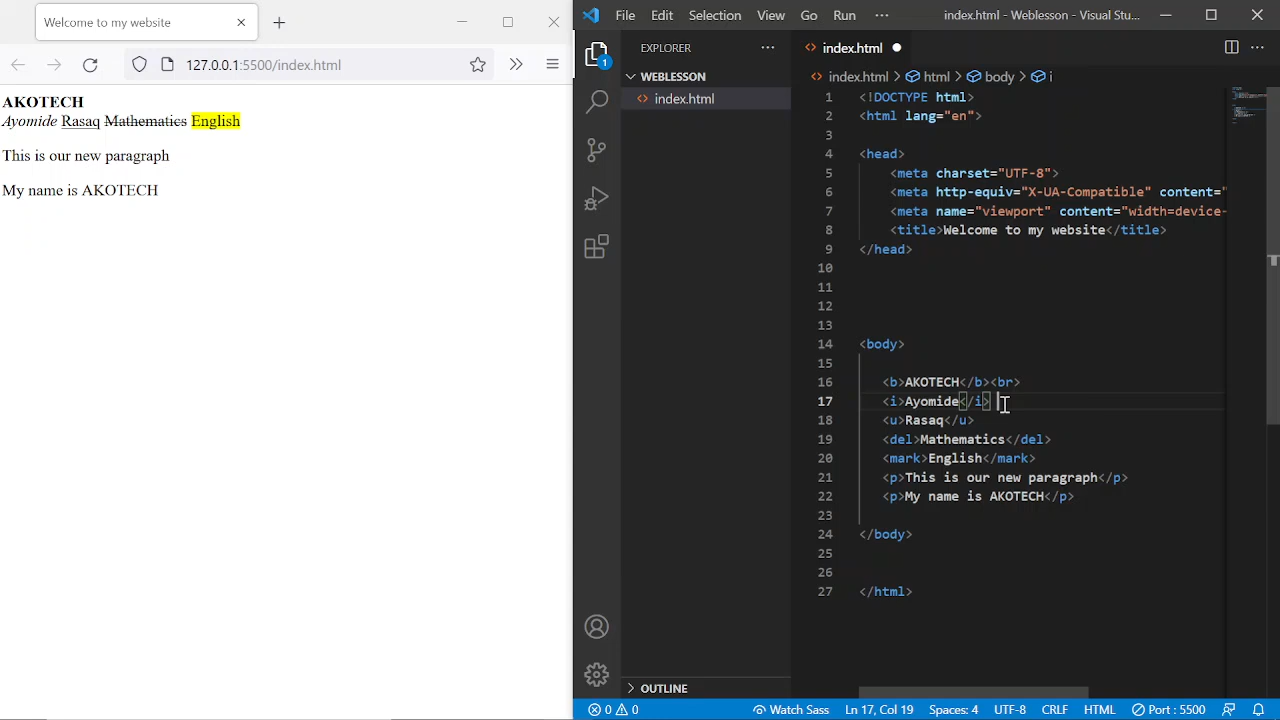 Welcome to my website
127.0.0.1:5500/index.html
AKOTECH
Ayomide Rasaq Mathematics English
This is our new paragraph
My name is AKOTECH
File Edit Selection View Go Run ··· index.html - Weblesson - Visual Stu...
1
EXPLORER ···
WEBLESSON
<> index.html
OUTLINE
<> index.html ● ···
<> index.html > html > body > i
1 <!DOCTYPE html>
2 <html lang="en">
3
4 <head>
5 <meta charset="UTF-8">
6 <meta http-equiv="X-UA-Compatible" content="
7 <meta name="viewport" content="width=device-
8 <title>Welcome to my website</title>
9 </head>
10
11
12
13
14 <body>
15
16 <b>AKOTECH</b><br>
17 <i>Ayomide</i>
18 <u>Rasaq</u>
19 <del>Mathematics</del>
20 <mark>English</mark>
21 <p>This is our new paragraph</p>
22 <p>My name is AKOTECH</p>
23
24 </body>
25
26
27 </html>
0 0 Watch Sass Ln 17, Col 19 Spaces: 4 UTF-8 CRLF HTML Port : 5500